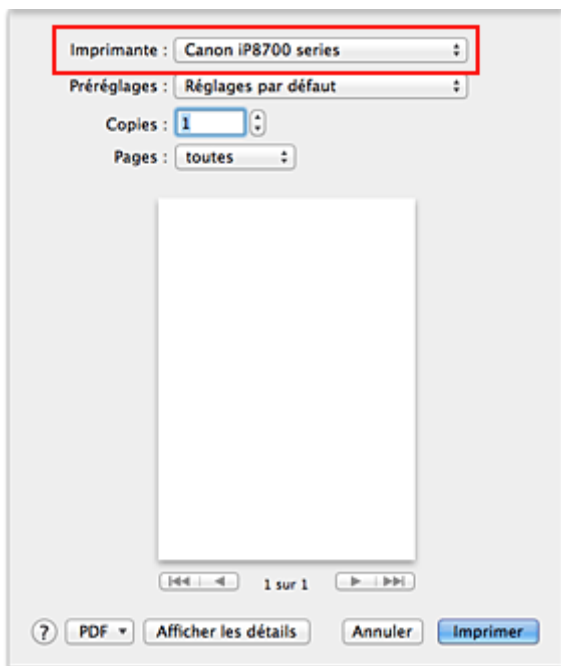 Imprimante : Canon iP8700 series
Préréglages : Réglages par défaut
Copies : 1
Pages : toutes
1 sur 1
? PDF Afficher les détails Annuler Imprimer